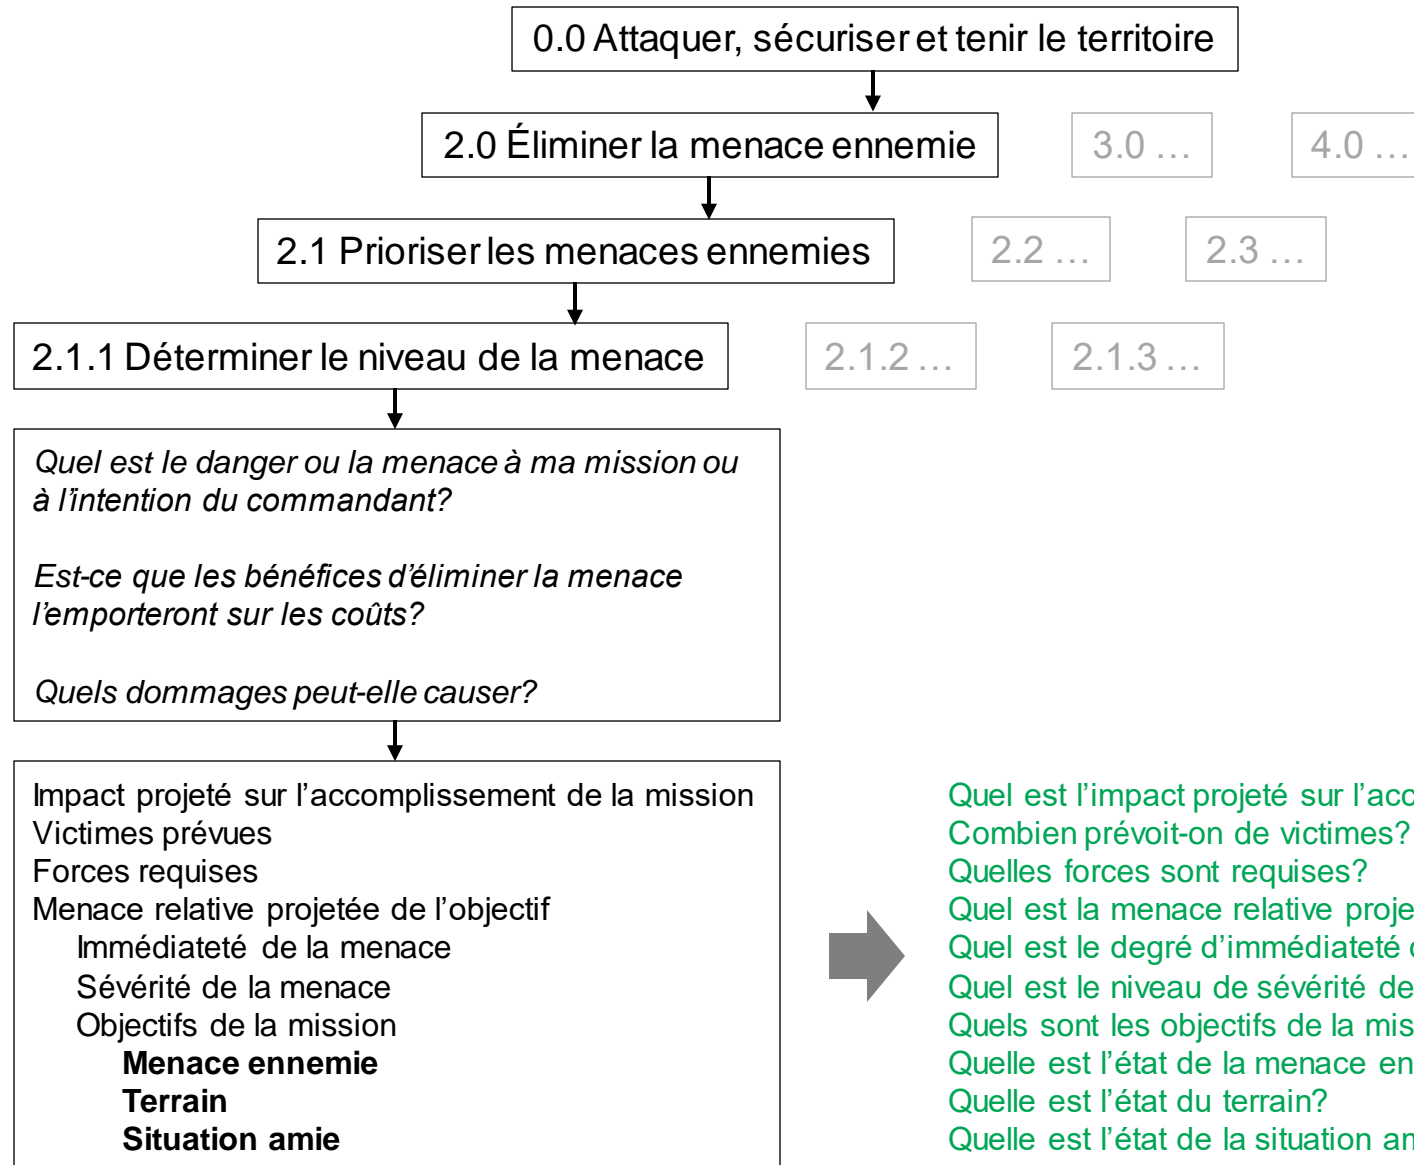 0.0 Attaquer, sécuriser et tenir le territoire
2.0 Éliminer la menace ennemie
3.0 …
4.0 …
2.1 Prioriser les menaces ennemies
2.2 …
2.3 …
2.1.1 Déterminer le niveau de la menace
2.1.2 …
2.1.3 …
Quel est le danger ou la menace à ma mission ou
à l’intention du commandant?
Est-ce que les bénéfices d’éliminer la menace
l’emporteront sur les coûts?
Quels dommages peut-elle causer?
Impact projeté sur l’accomplissement de la mission
Victimes prévues
Forces requises
Menace relative projetée de l’objectif
Immédiateté de la menace
Sévérité de la menace
Objectifs de la mission
Menace ennemie
Terrain
Situation amie
Quel est l’impact projeté sur
Combien prévoit-on de victimes?
Quelles forces sont requises?
Quel est la menace relative
Quel est le degré d’immédiateté
Quel est le niveau de sévérité de
Quels sont les objectifs de la
Quelle est l’état de la menace
Quelle est l’état du terrain?
Quelle est l’état de la situation